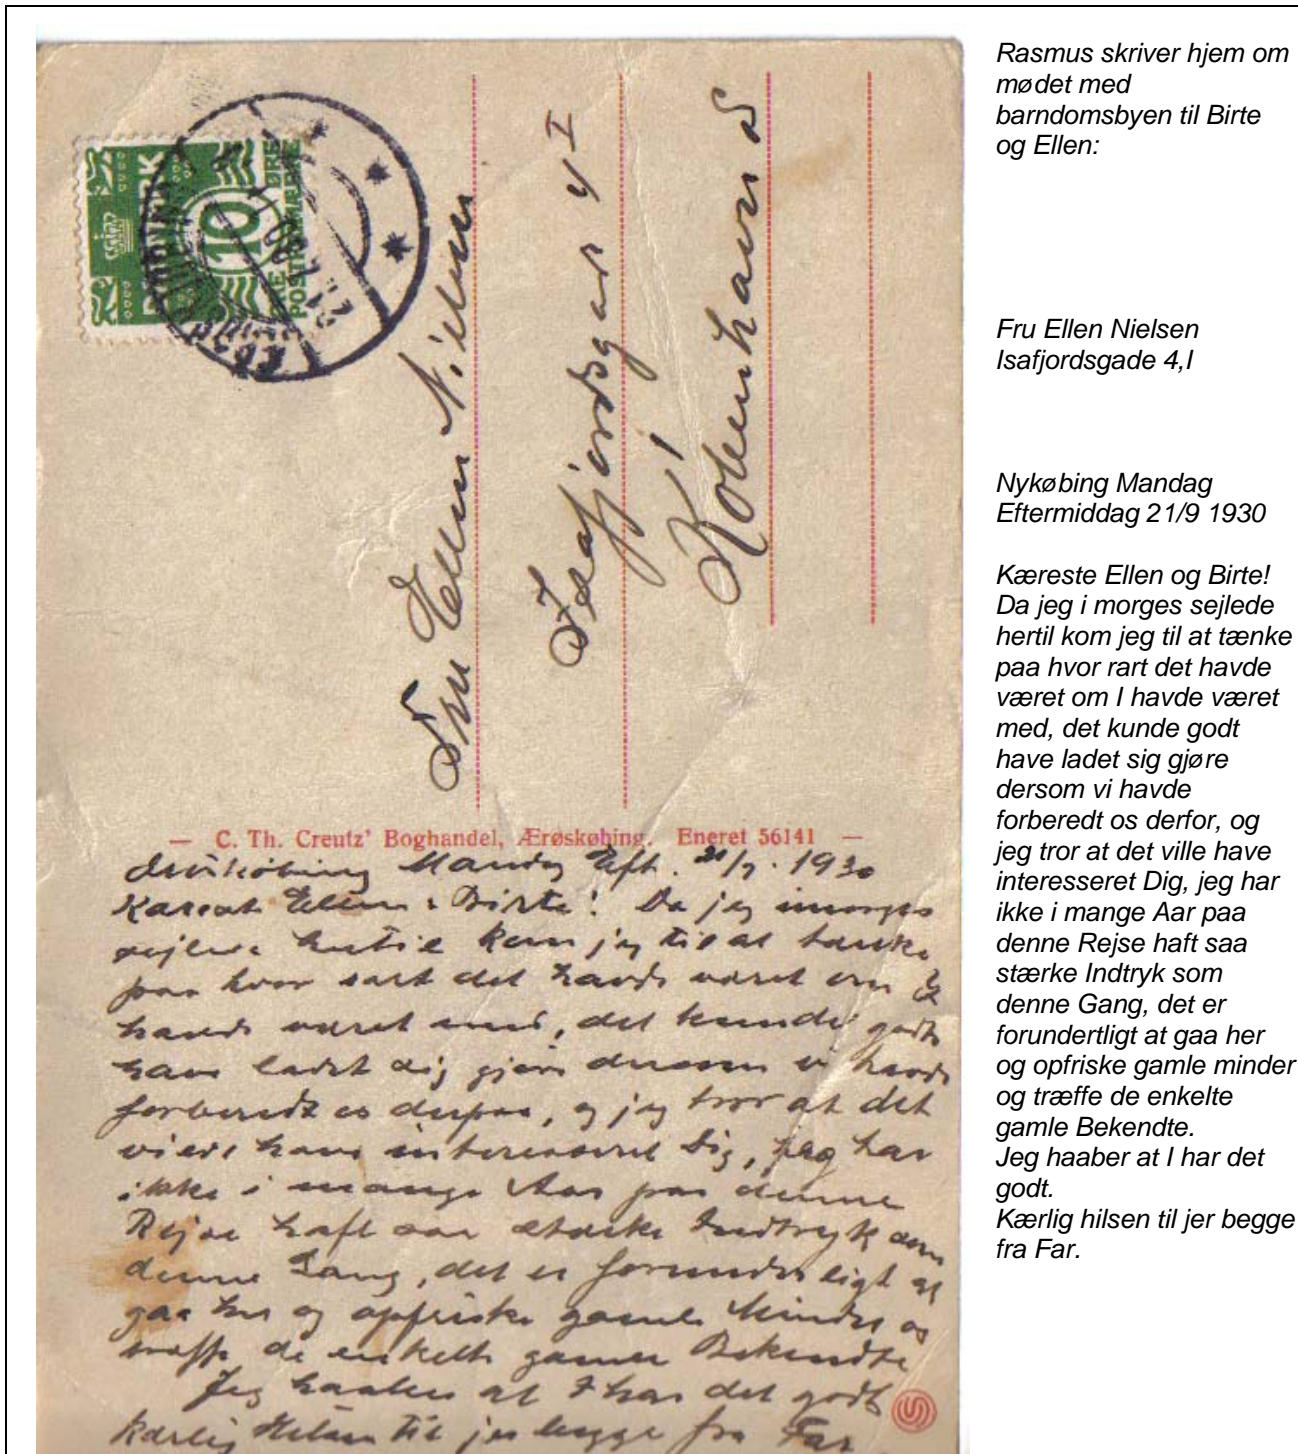 Rasmus skriver hjem om
mødet med
barndomsbyen til Birte
og Ellen:
Fru Ellen Nielsen
Isafjordsgade 4,I
Nykøbing Mandag
Eftermiddag 21/9 1930
Kæreste Ellen og Birte!
Da jeg i morges sejlede
hertil kom jeg til at tænke
paa hvor rart det havde
været om I havde været
med, det kunde godt
have ladet sig gjøre
dersom vi havde
forberedt os derfor, og
jeg tror at det ville have
interesseret Dig, jeg har
ikke i mange Aar paa
denne Rejse haft saa
stærke Indtryk som
denne Gang, det er
forundertligt at gaa her
og opfriske gamle minder
og træffe de enkelte
gamle Bekendte.
Jeg haaber at I har det
godt.
Kærlig hilsen til jer begge
fra Far.
10
Fru Ellen Nielsen
Isafjordsgade 4 I
København S
— C. Th. Creutz' Boghandel, Ærøskøbing. Eneret 56141 —
Mandag Eft. 21/7. 1930
Kæreste Ellen & Birte! Da jeg imorges
sejlede hertil kom jeg til at tænke
paa hvor rart det havde været om I
havde været med, det kunde godt
have ladet sig gjøre dersom vi havde
forberedt os derpaa, og jeg tror at det
vilde have interesseret Dig, jeg har
ikke i mange Aar paa denne
Rejse haft saa stærke Indtryk som
denne Gang, det er forunderligt at
gaa her og opfriske gamle Minder og
træffe de enkelte gamle Bekendte
Jeg haaber at I har det godt
Kærlig Hilsen til jer begge fra Far